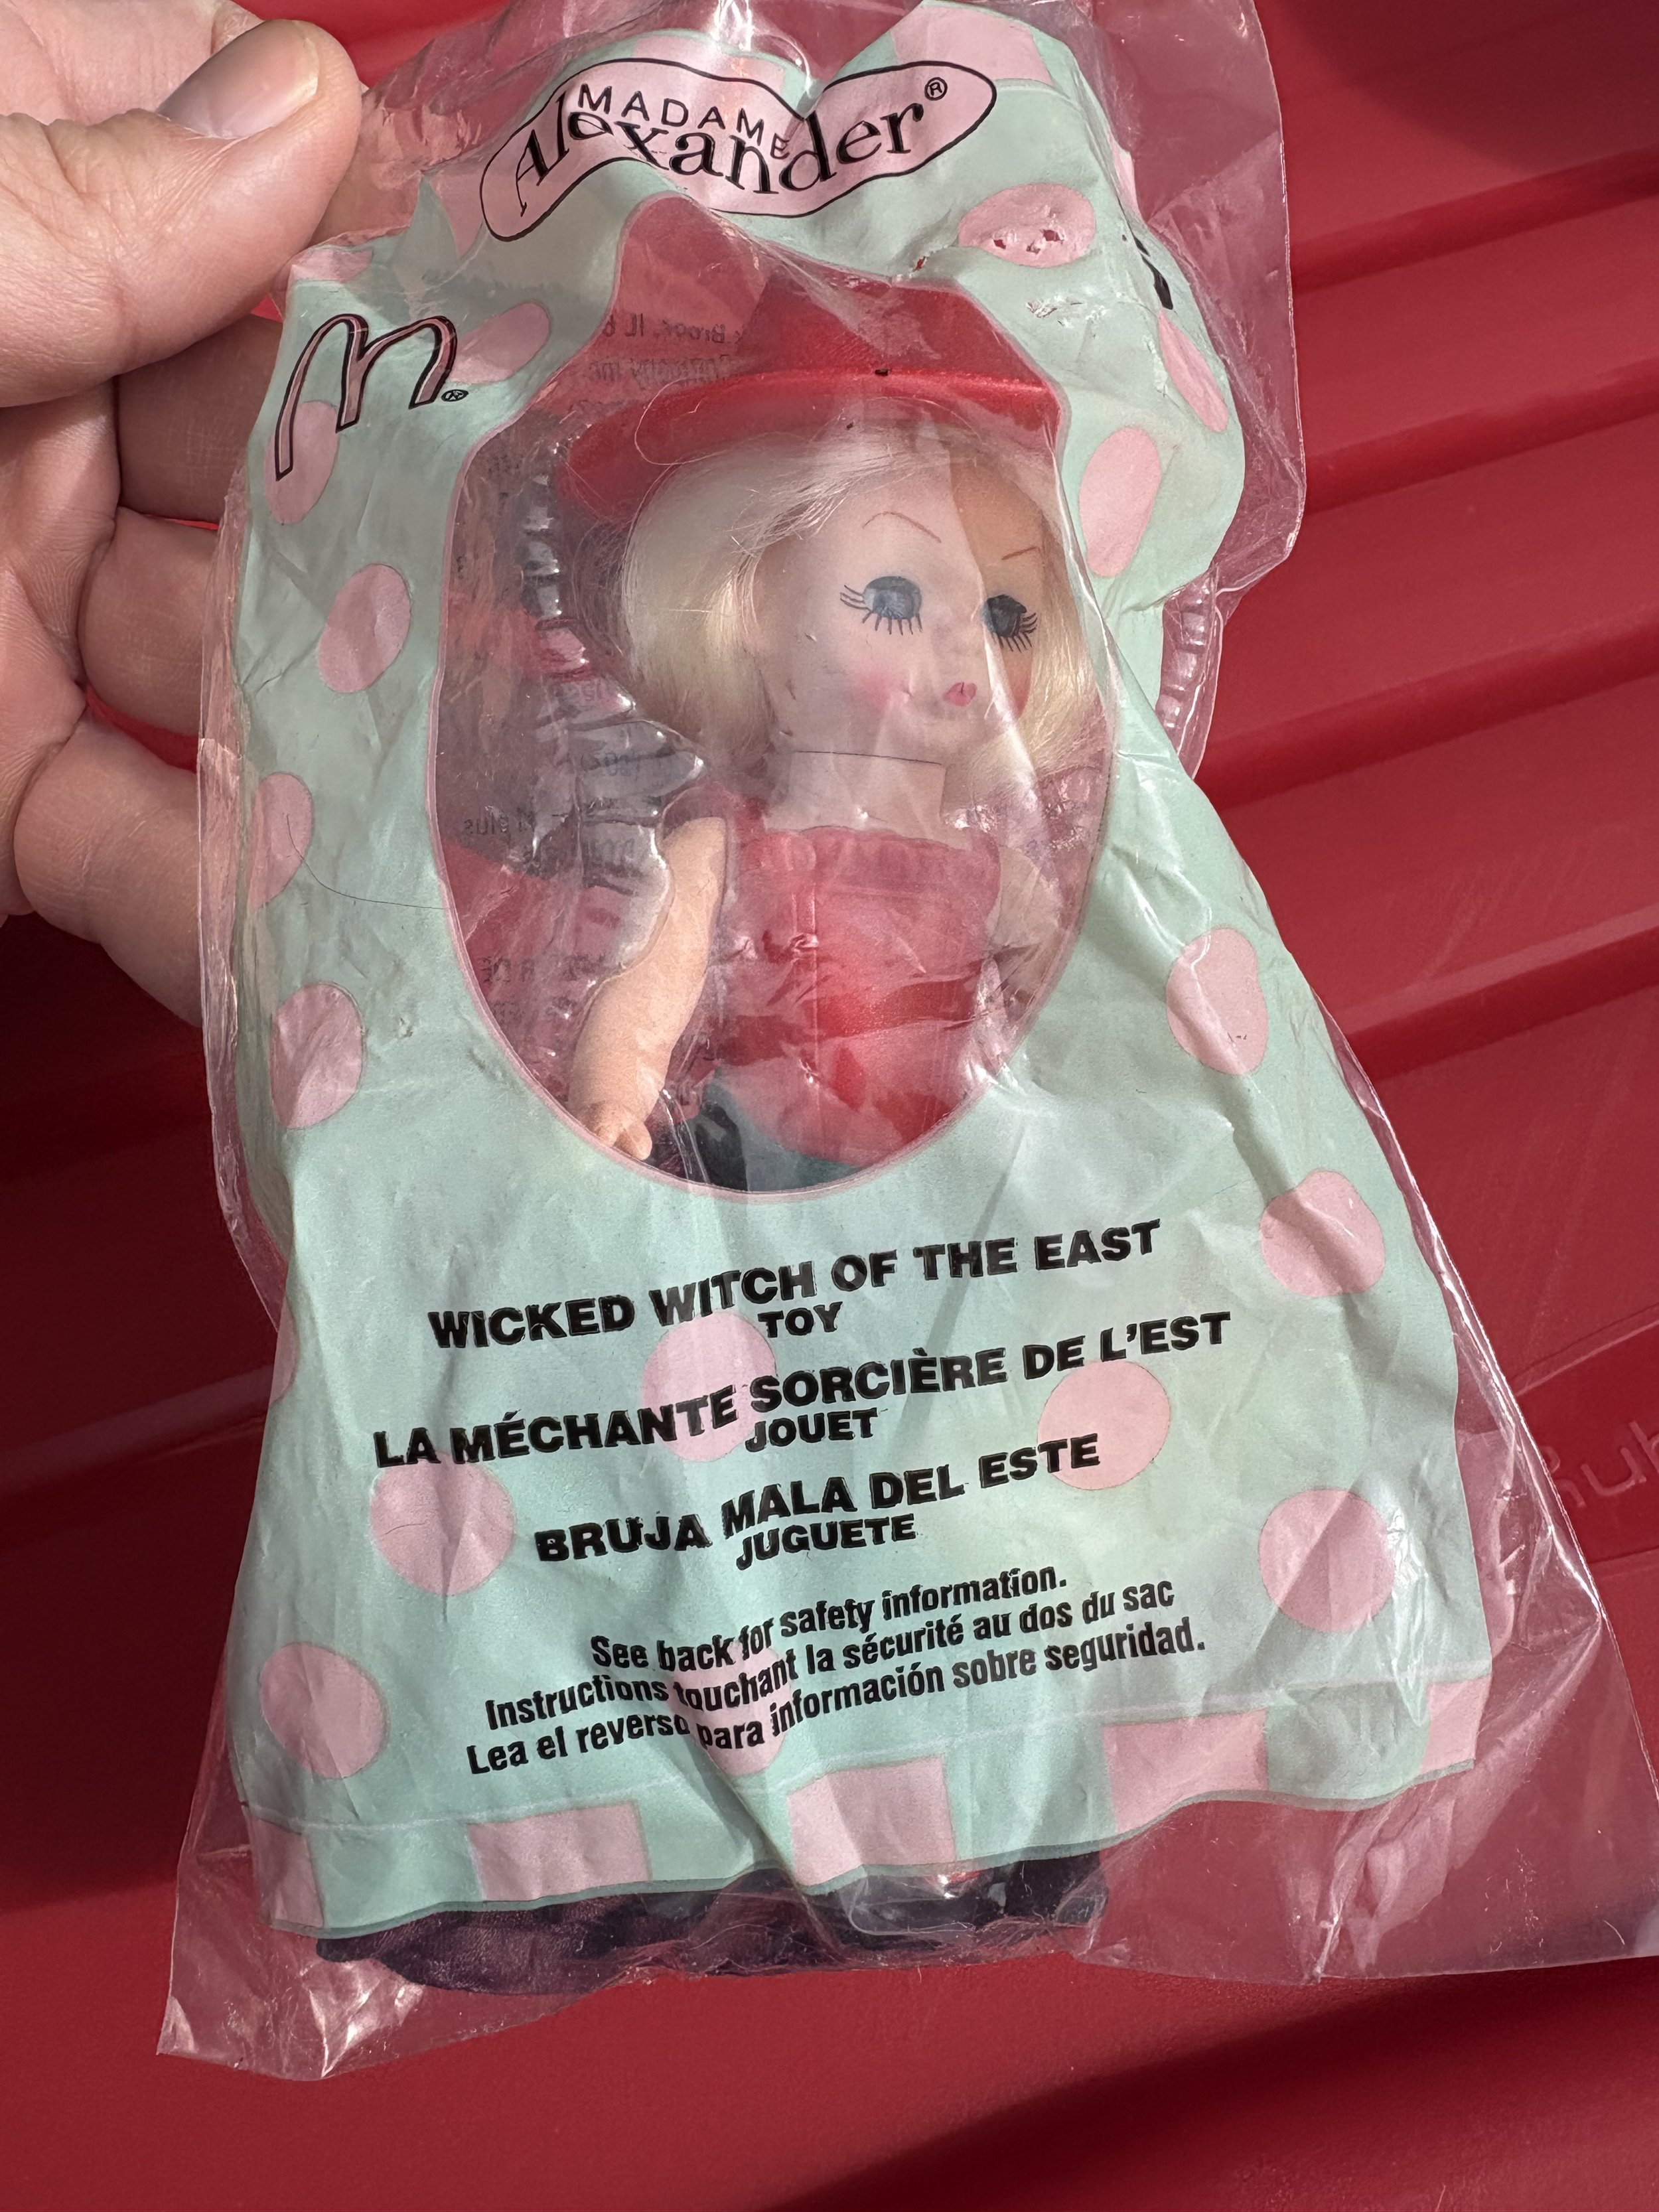 MADAME
Alexander®
M®
WICKED WITCH OF THE EAST
TOY
LA MÉCHANTE SORCIÈRE DE L'EST
JOUET
BRUJA MALA DEL ESTE
JUGUETE
See back for safety information.
Instructions touchant la sécurité au dos du sac
Lea el reverso para información sobre seguridad.